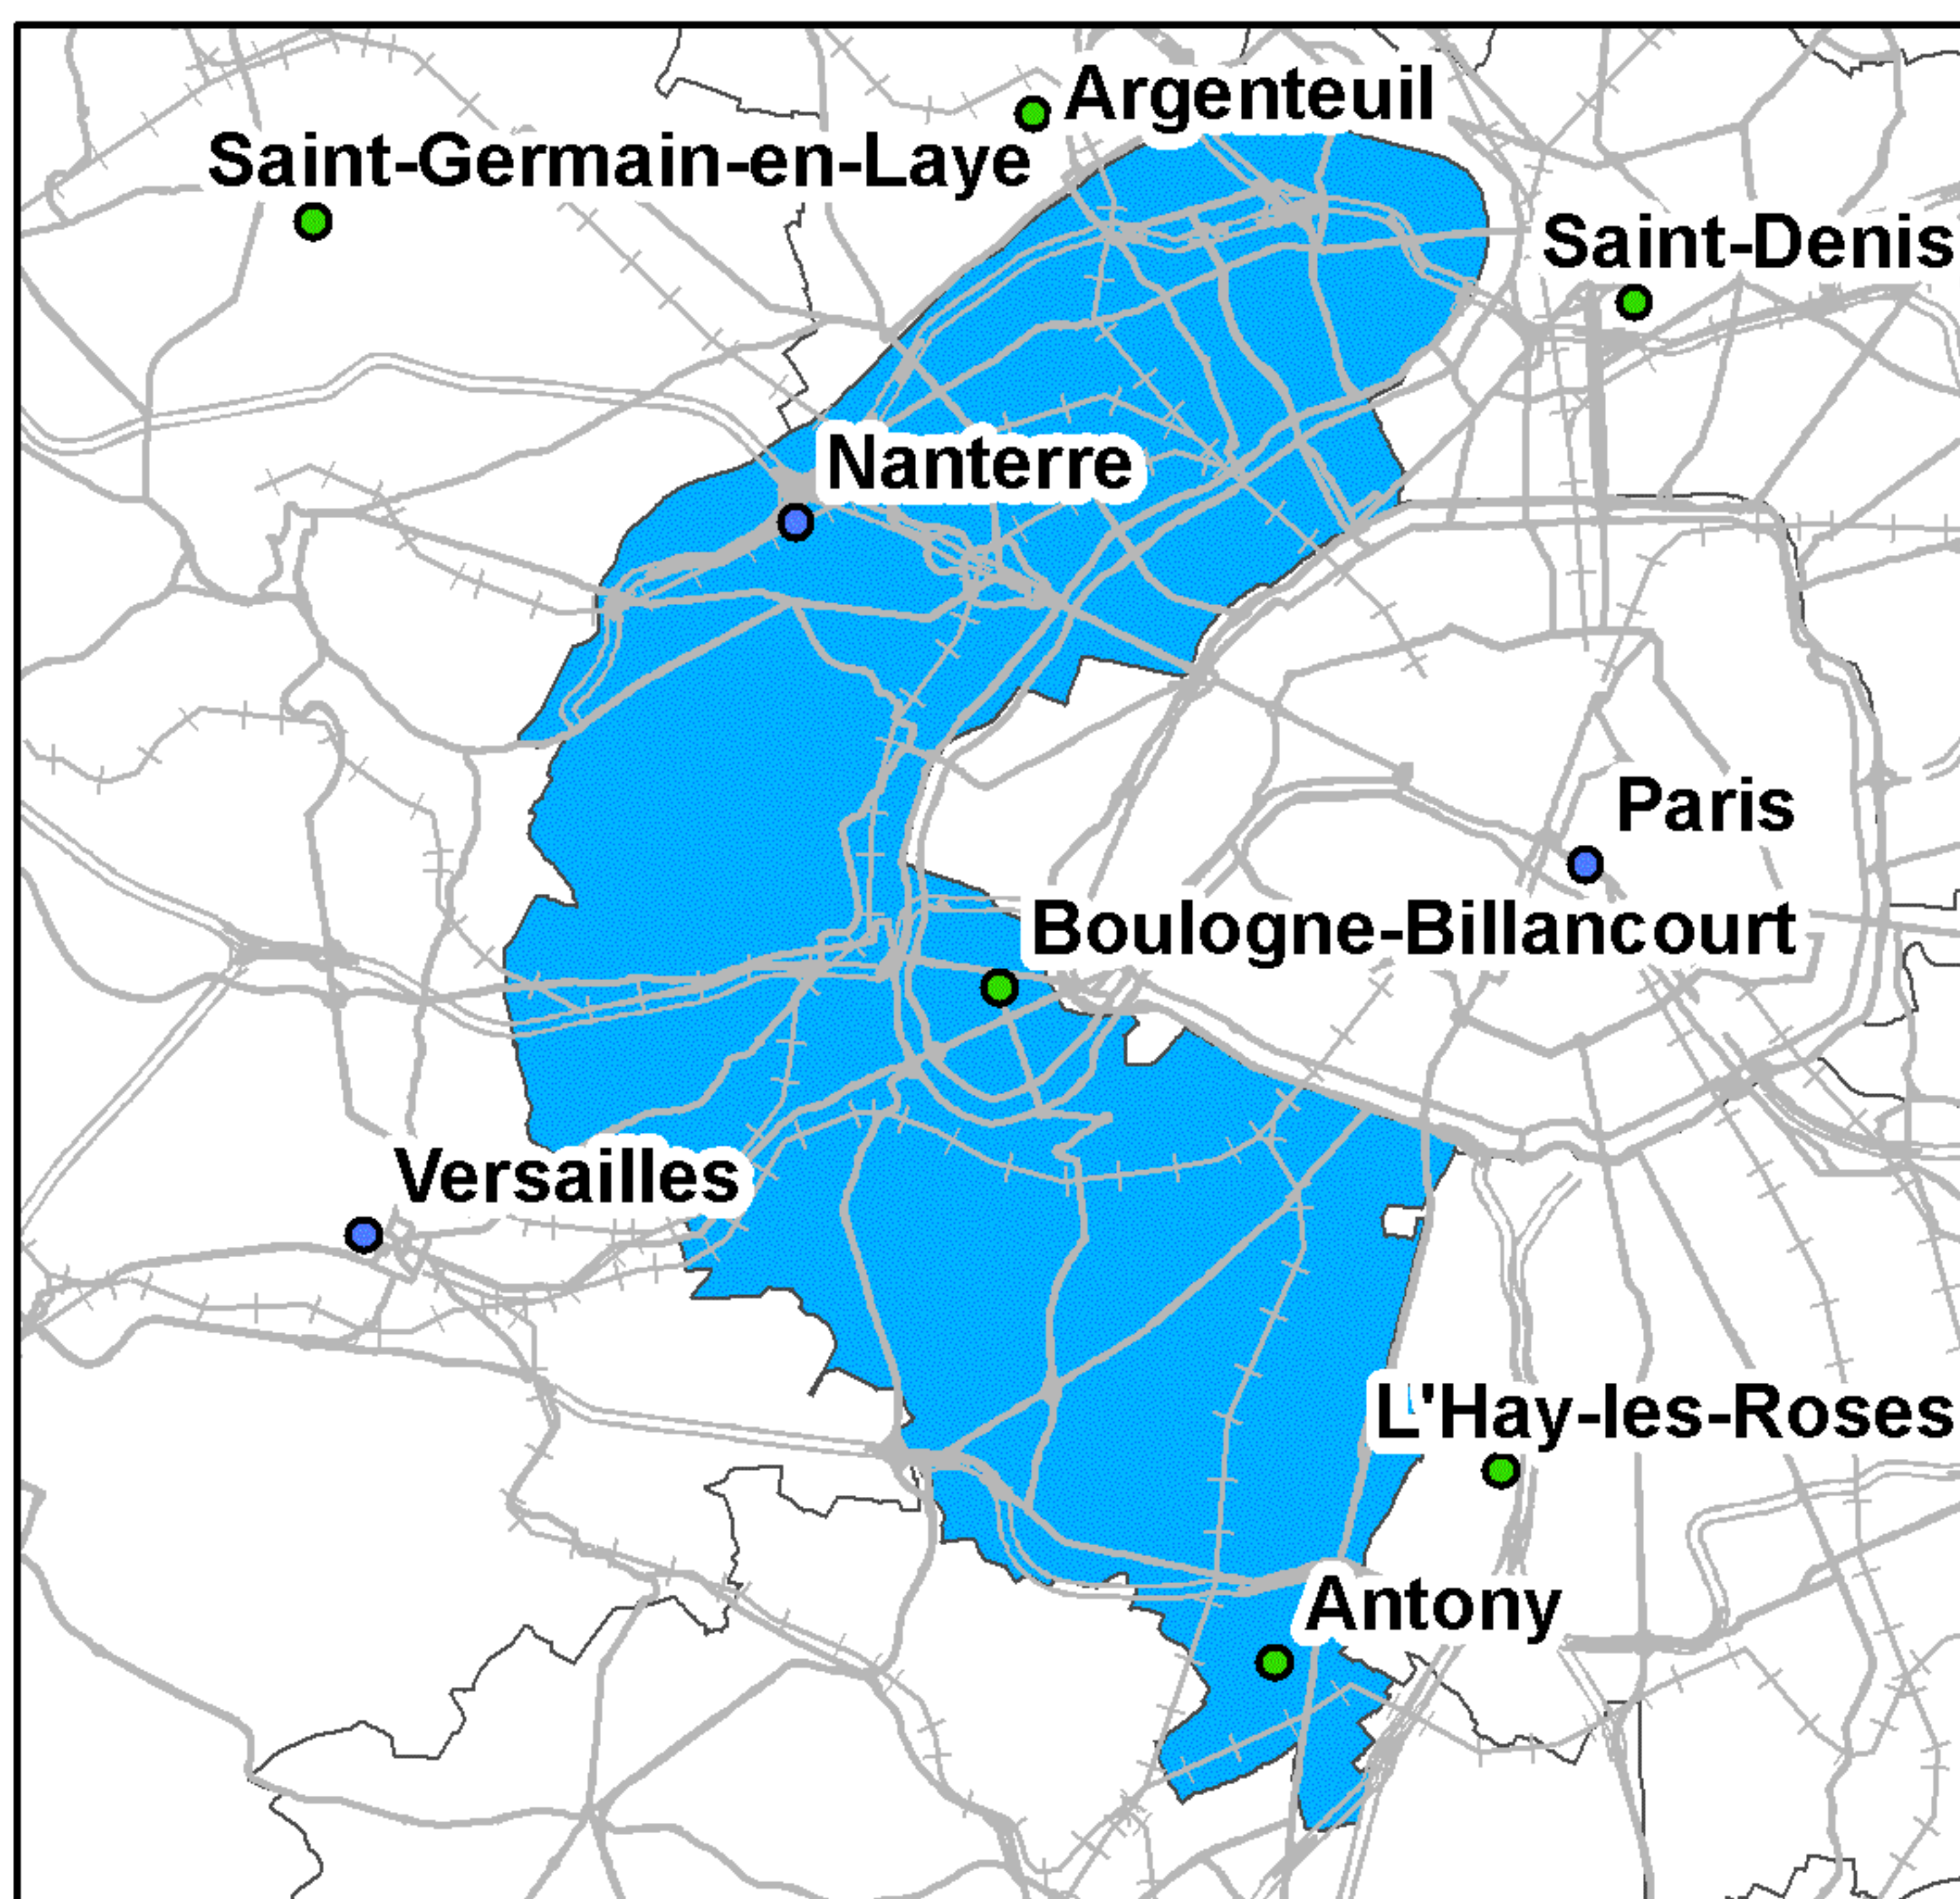 Argenteuil
Saint-Germain-en-Laye
Saint-Denis
Nanterre
Paris
Boulogne-Billancourt
Versailles
L'Hay-les-Roses
Antony